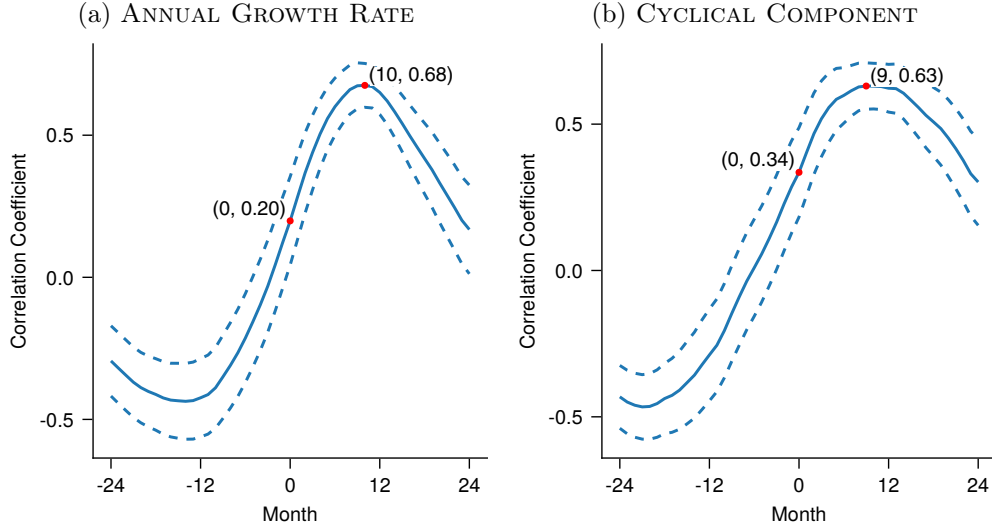 (a) ANNUAL GROWTH RATE
Correlation Coefficient
0.5
0.0
-0.5
(10, 0.68)
(0, 0.20)
-24 -12 0 12 24
Month
(b) CYCLICAL COMPONENT
Correlation Coefficient
0.5
0.0
-0.5
(9, 0.63)
(0, 0.34)
-24 -12 0 12 24
Month